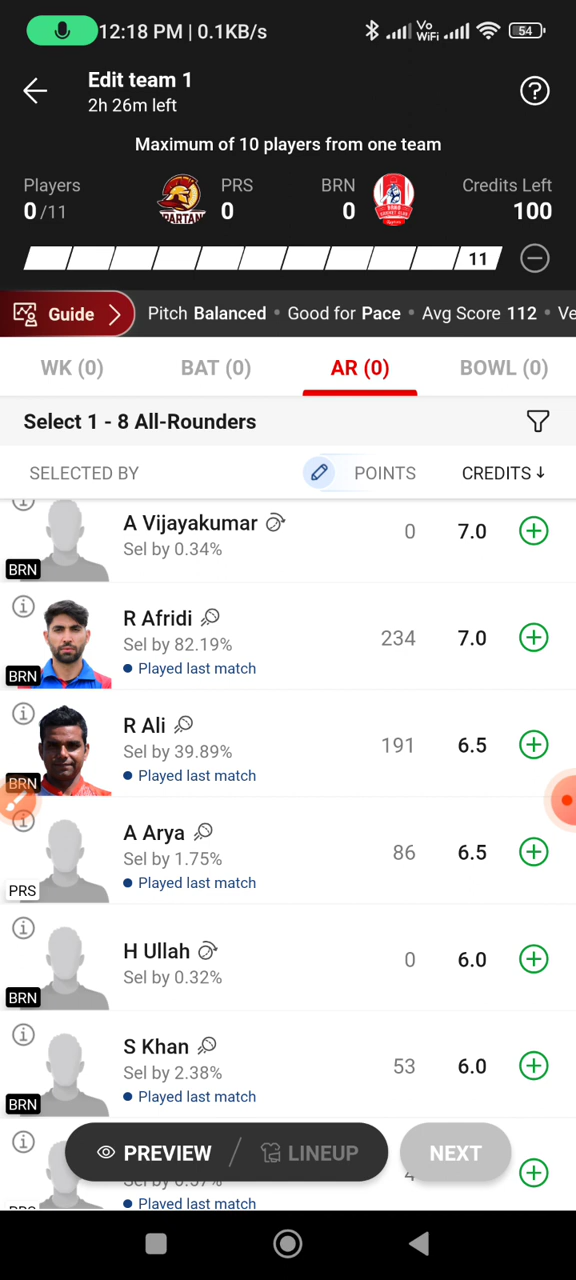 12:18 PM | 0.1KB/s Vo WiFi 54
Edit team 1
2h 26m left
Maximum of 10 players from one team
Players PRS BRN Credits Left
0/11 0 0 100
SPARTAN
11
Guide Pitch Balanced • Good for Pace • Avg Score 112 • Ve
WK (0) BAT (0) AR (0) BOWL (0)
Select 1 - 8 All-Rounders
SELECTED BY POINTS CREDITS↓
A Vijayakumar 0 7.0
Sel by 0.34%
BRN
R Afridi 234 7.0
Sel by 82.19%
Played last match
BRN
R Ali 191 6.5
Sel by 39.89%
Played last match
BRN
A Arya 86 6.5
Sel by 1.75%
Played last match
PRS
H Ullah 0 6.0
Sel by 0.32%
BRN
S Khan 53 6.0
Sel by 2.38%
Played last match
BRN
PREVIEW / LINEUP NEXT
Played last match